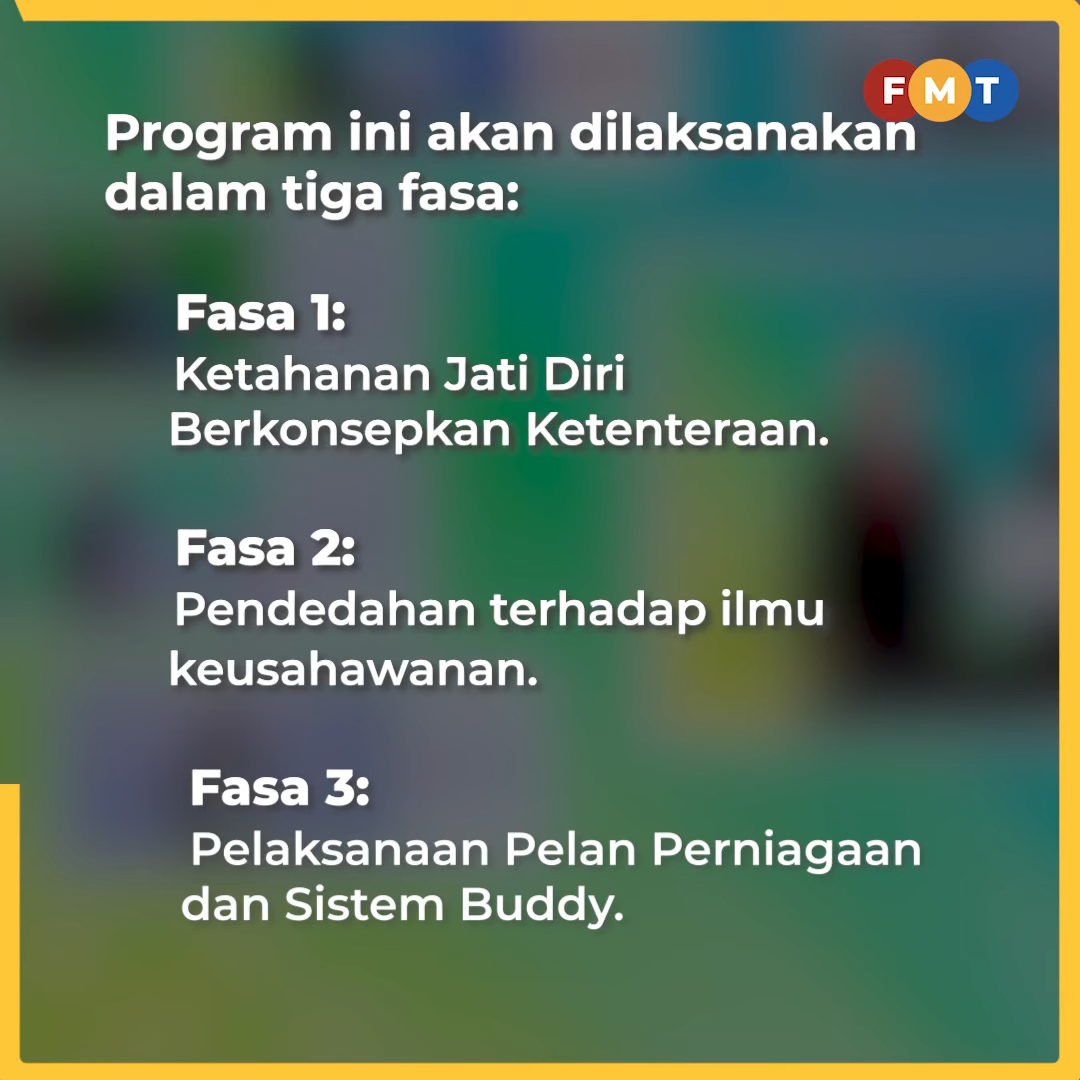 FMT
Program ini akan dilaksanakan
dalam tiga fasa:
Fasa 1:
Ketahanan Jati Diri
Berkonsepkan Ketenteraan.
Fasa 2:
Pendedahan terhadap ilmu
keusahawanan.
Fasa 3:
Pelaksanaan Pelan Perniagaan
dan Sistem Buddy.